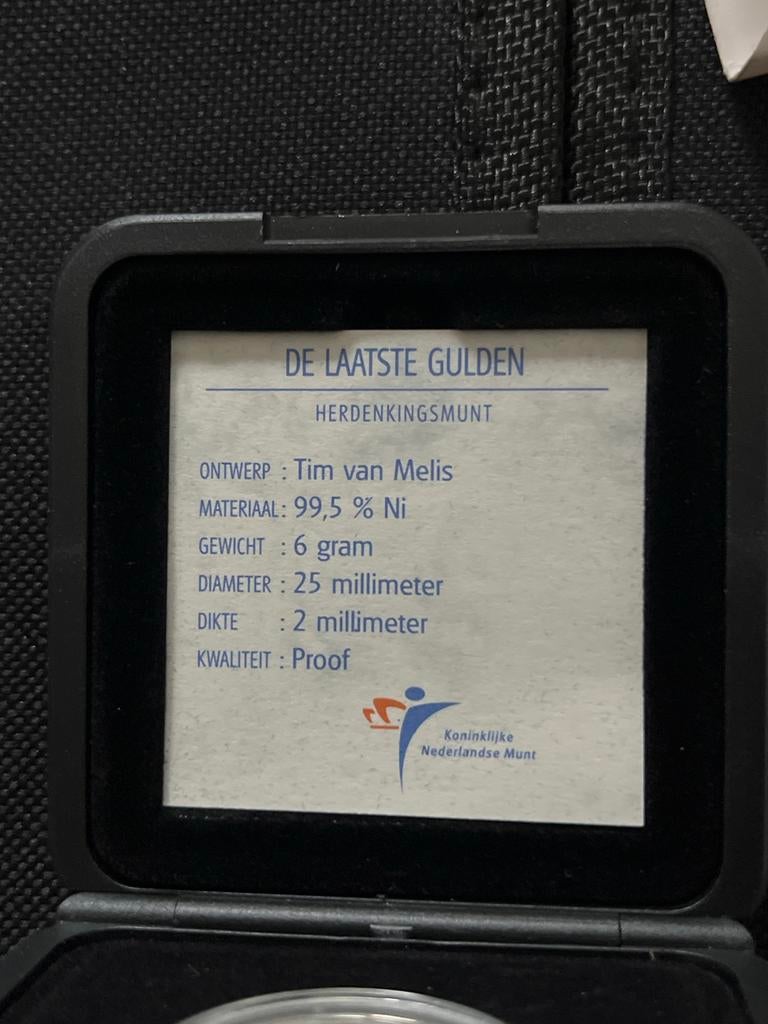 DE LAATSTE GULDEN
HERDENKINGSMUNT
ONTWERP : Tim van Melis
MATERIAAL : 99,5 % Ni
GEWICHT : 6 gram
DIAMETER : 25 millimeter
DIKTE : 2 millimeter
KWALITEIT : Proof
Koninklijke
Nederlandse Munt